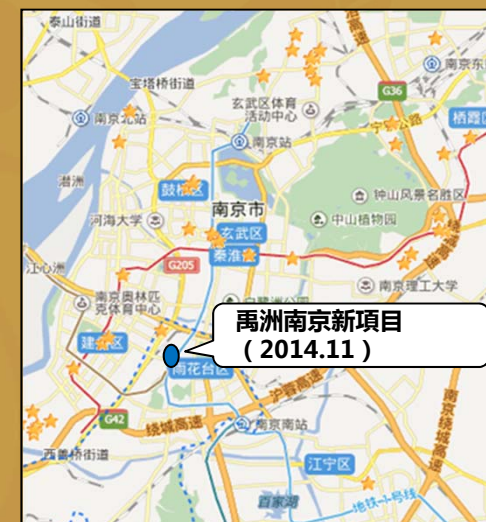 泰山街道
南京东
宝塔桥街道
G36
玄武区体育
活动中心
南京北站
栖霞区
南京站
潜洲
鼓楼区
钟山风景名胜区
河海大学
南京市
中山植物园
玄武区
秦淮区
江心洲
G205
南京理工大学
南京奥林匹
克体育中心
禹洲南京新項目
（2014.11）
建邺区
雨花台区
沪蓉高速
G42
绕城高速
南京南站
南京绕城高速
西善桥街道
江宁区
百家湖
地铁一号线